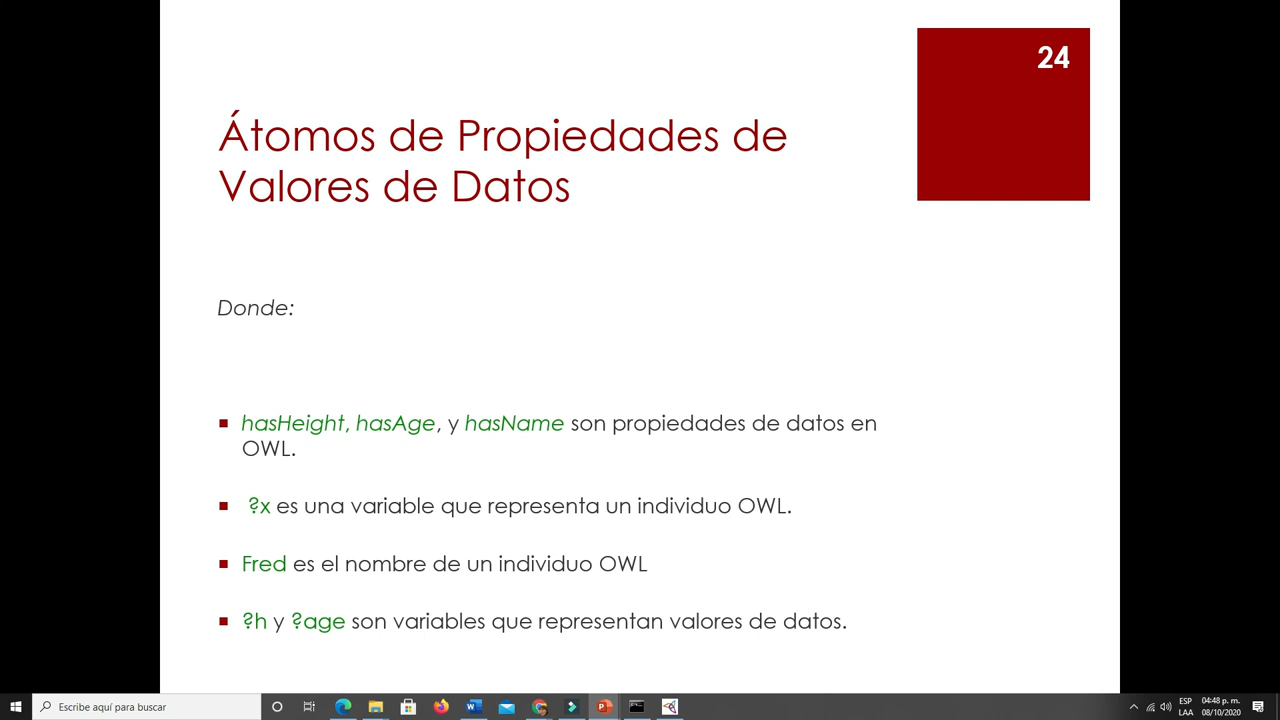 24
Átomos de Propiedades de
Valores de Datos
Donde:
hasHeight, hasAge, y hasName son propiedades de datos en
OWL.
?x es una variable que representa un individuo OWL.
Fred es el nombre de un individuo OWL
?h y ?age son variables que representan valores de datos.
Escribe aquí para buscar
ESP
LAA
04:48 p. m.
08/10/2020